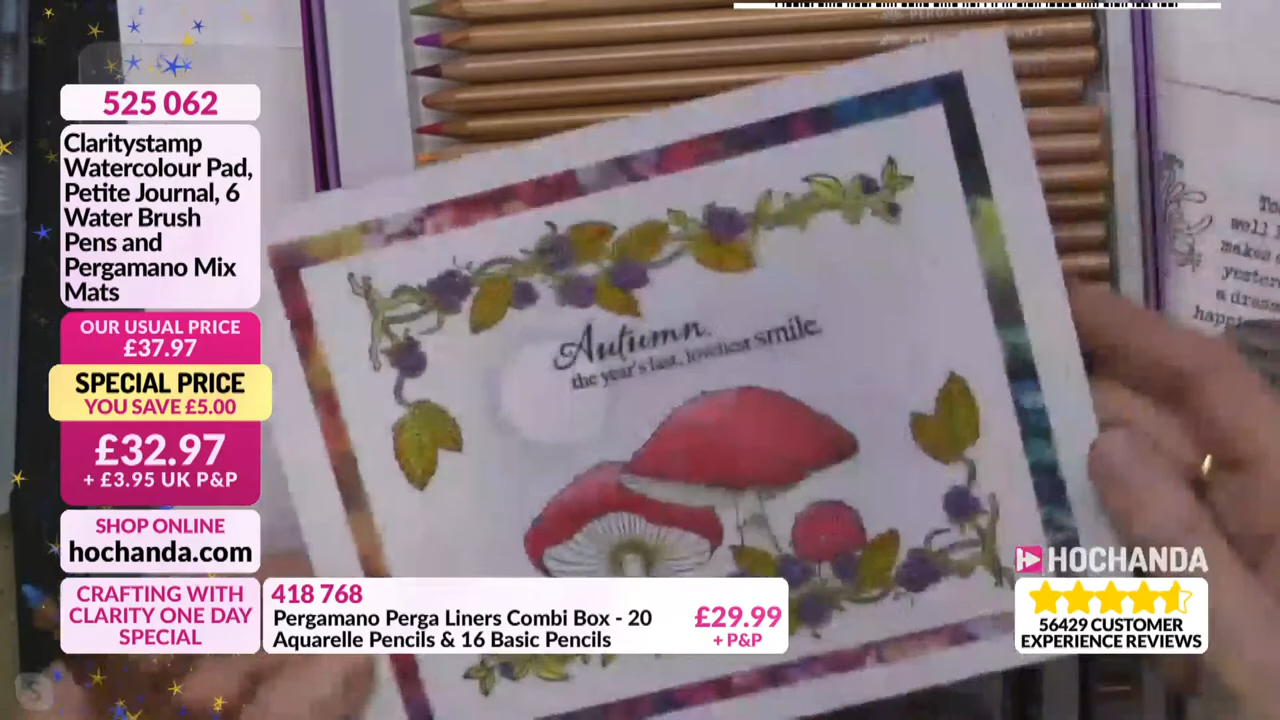 525 062
Claritystamp
Watercolour Pad,
Petite Journal, 6
Water Brush
Pens and
Pergamano Mix
Mats
OUR USUAL PRICE
£37.97
SPECIAL PRICE
YOU SAVE £5.00
£32.97
+ £3.95 UK P&P
SHOP ONLINE
hochanda.com
CRAFTING WITH
CLARITY ONE DAY
SPECIAL
418 768
Pergamano Perga Liners Combi Box - 20
Aquarelle Pencils & 16 Basic Pencils
£29.99
+ P&P
Autumn,
the year's last, loveliest smile.
HOCHANDA
56429 CUSTOMER
EXPERIENCE REVIEWS
well
makes
a